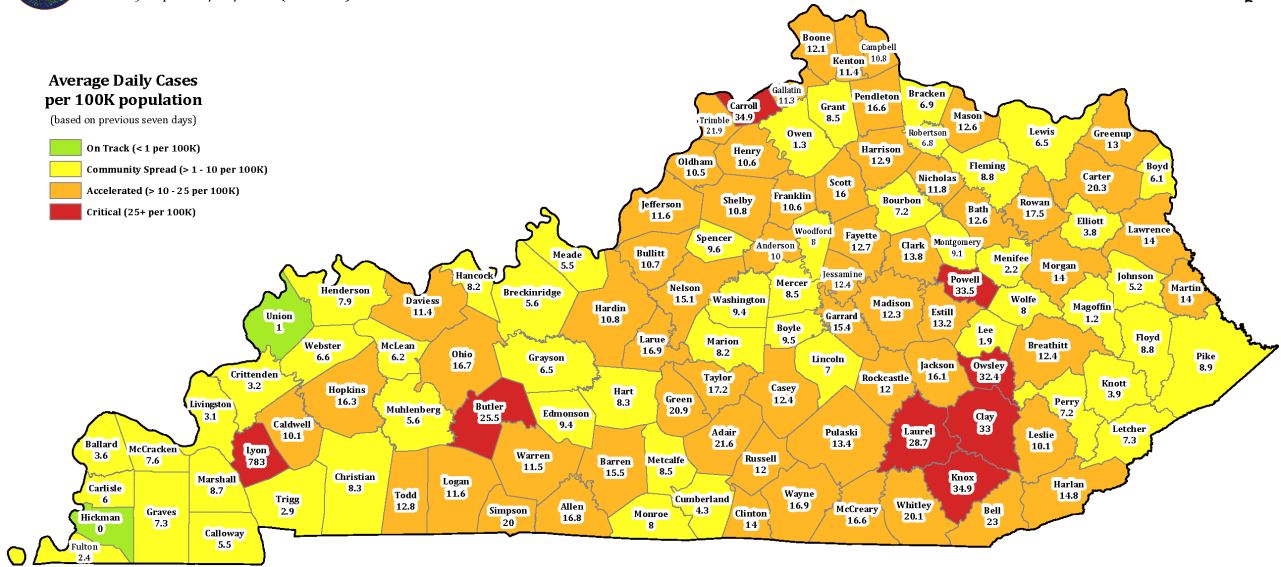 Average Daily Cases
per 100K population
(based on previous seven days)
On Track (< 1 per 100K)
Community Spread (> 1 - 10 per 100K)
Accelerated (> 10 - 25 per 100K)
Critical (25+ per 100K)
Boone
12.1
Kenton
11.4
Campbell
10.8
Gallatin
11.3
Carroll
34.9
Trimble
21.9
Grant
8.5
Pendleton
16.6
Bracken
6.9
Mason
12.6
Robertson
6.8
Lewis
6.5
Greenup
13
Boyd
6.1
Owen
1.3
Henry
10.6
Oldham
10.5
Harrison
12.9
Nicholas
11.8
Fleming
8.8
Carter
20.3
Jefferson
11.6
Shelby
10.8
Franklin
10.6
Scott
16
Bourbon
7.2
Bath
12.6
Rowan
17.5
Elliott
3.8
Lawrence
14
Spencer
9.6
Anderson
10
Woodford
8
Fayette
12.7
Clark
13.8
Montgomery
9.1
Menifee
2.2
Morgan
14
Johnson
5.2
Martin
14
Bullitt
10.7
Meade
5.5
Hancock
8.2
Breckinridge
5.6
Henderson
7.9
Daviess
11.4
Union
1
Webster
6.6
McLean
6.2
Ohio
16.7
Grayson
6.5
Hardin
10.8
Larue
16.9
Nelson
15.1
Washington
9.4
Mercer
8.5
Jessamine
12.4
Garrard
15.4
Madison
12.3
Estill
13.2
Powell
33.5
Wolfe
8
Magoffin
1.2
Floyd
8.8
Pike
8.9
Marion
8.2
Boyle
9.5
Lincoln
7
Lee
1.9
Breathitt
12.4
Owsley
32.4
Jackson
16.1
Rockcastle
12
Knott
3.9
Perry
7.2
Letcher
7.3
Leslie
10.1
Harlan
14.8
Clay
33
Laurel
28.7
Knox
34.9
Bell
23
Whitley
20.1
McCreary
16.6
Pulaski
13.4
Casey
12.4
Taylor
17.2
Green
20.9
Adair
21.6
Russell
12
Wayne
16.9
Clinton
14
Cumberland
4.3
Metcalfe
8.5
Monroe
8
Barren
15.5
Hart
8.3
Edmonson
9.4
Butler
25.5
Warren
11.5
Allen
16.8
Simpson
20
Logan
11.6
Todd
12.8
Muhlenberg
5.6
Hopkins
16.3
Christian
8.3
Caldwell
10.1
Crittenden
3.2
Livingston
3.1
Lyon
783
Trigg
2.9
Marshall
8.7
Calloway
5.5
McCracken
7.6
Ballard
3.6
Carlisle
6
Graves
7.3
Hickman
0
Fulton
2.4